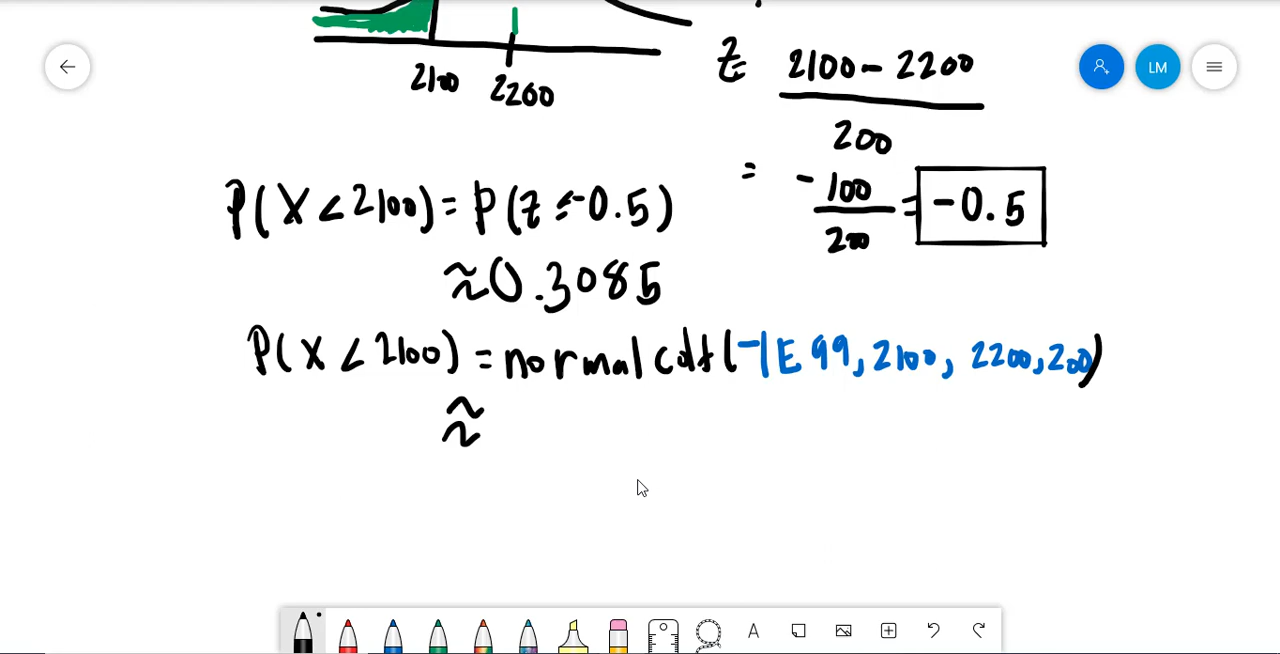 2100 2200
z=
2100 - 2200
200
= -100
200
= -0.5
P(X < 2100) = P(z ≤ -0.5)
≈ 0.3085
P(X < 2100) = normalcdf(-1E99, 2100, 2200, 200)
≈
LM
A